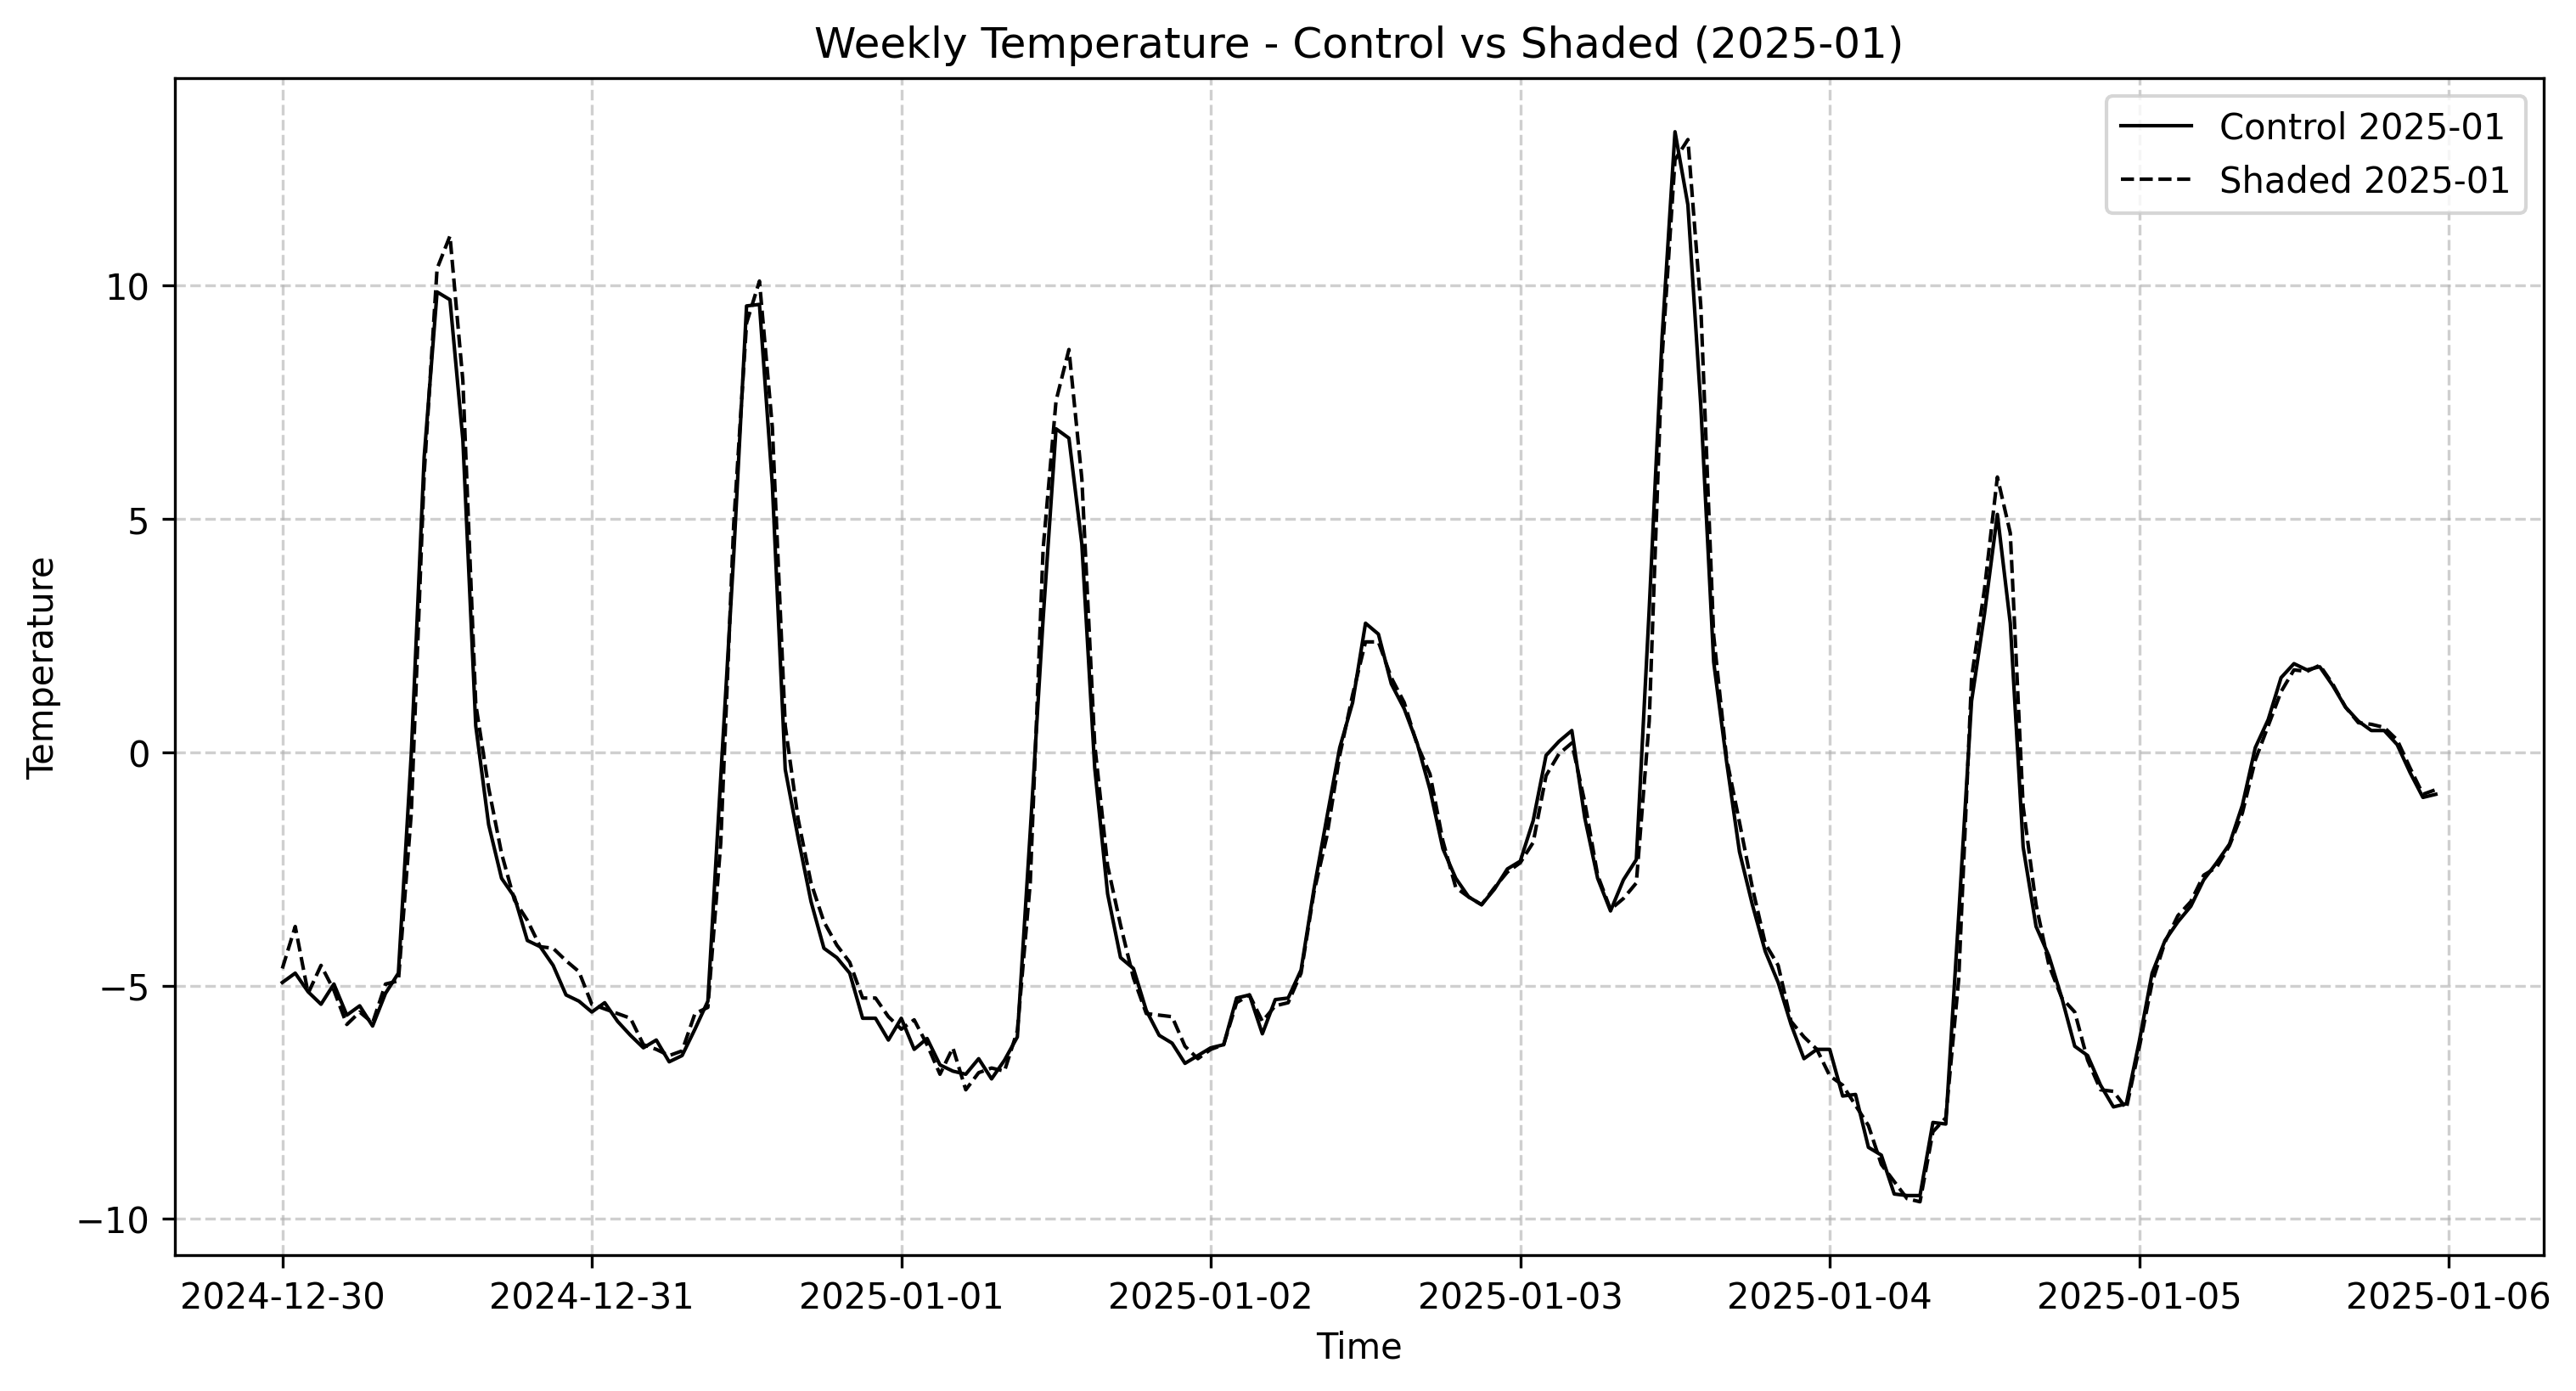 Weekly Temperature - Control vs Shaded (2025-01)
Control 2025-01
Shaded 2025-01
Temperature
10
5
0
−5
−10
2024-12-30 2024-12-31 2025-01-01 2025-01-02 2025-01-03 2025-01-04 2025-01-05 2025-01-06
Time